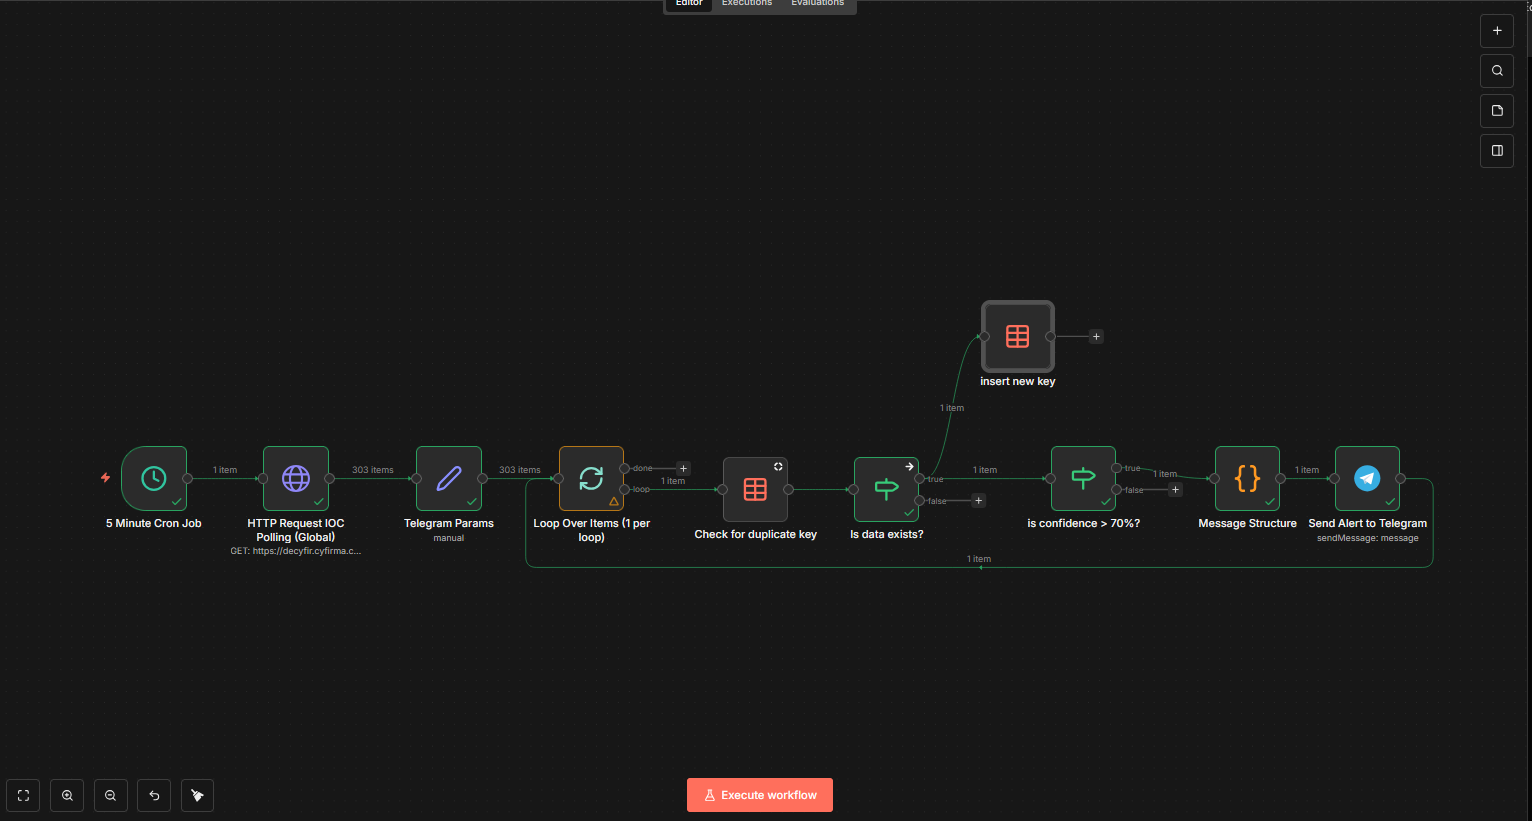 Editor Executions Evaluations
insert new key
1 item
1 item
303 items
303 items
done
loop
1 item
true
false
1 item
true
false
1 item
1 item
5 Minute Cron Job
HTTP Request IOC
Polling (Global)
GET: https://decyfir.cyfirma.c...
Telegram Params
manual
Loop Over Items (1 per
loop)
Check for duplicate key
Is data exists?
is confidence > 70%?
Message Structure
Send Alert to Telegram
sendMessage: message
1 item
Execute workflow